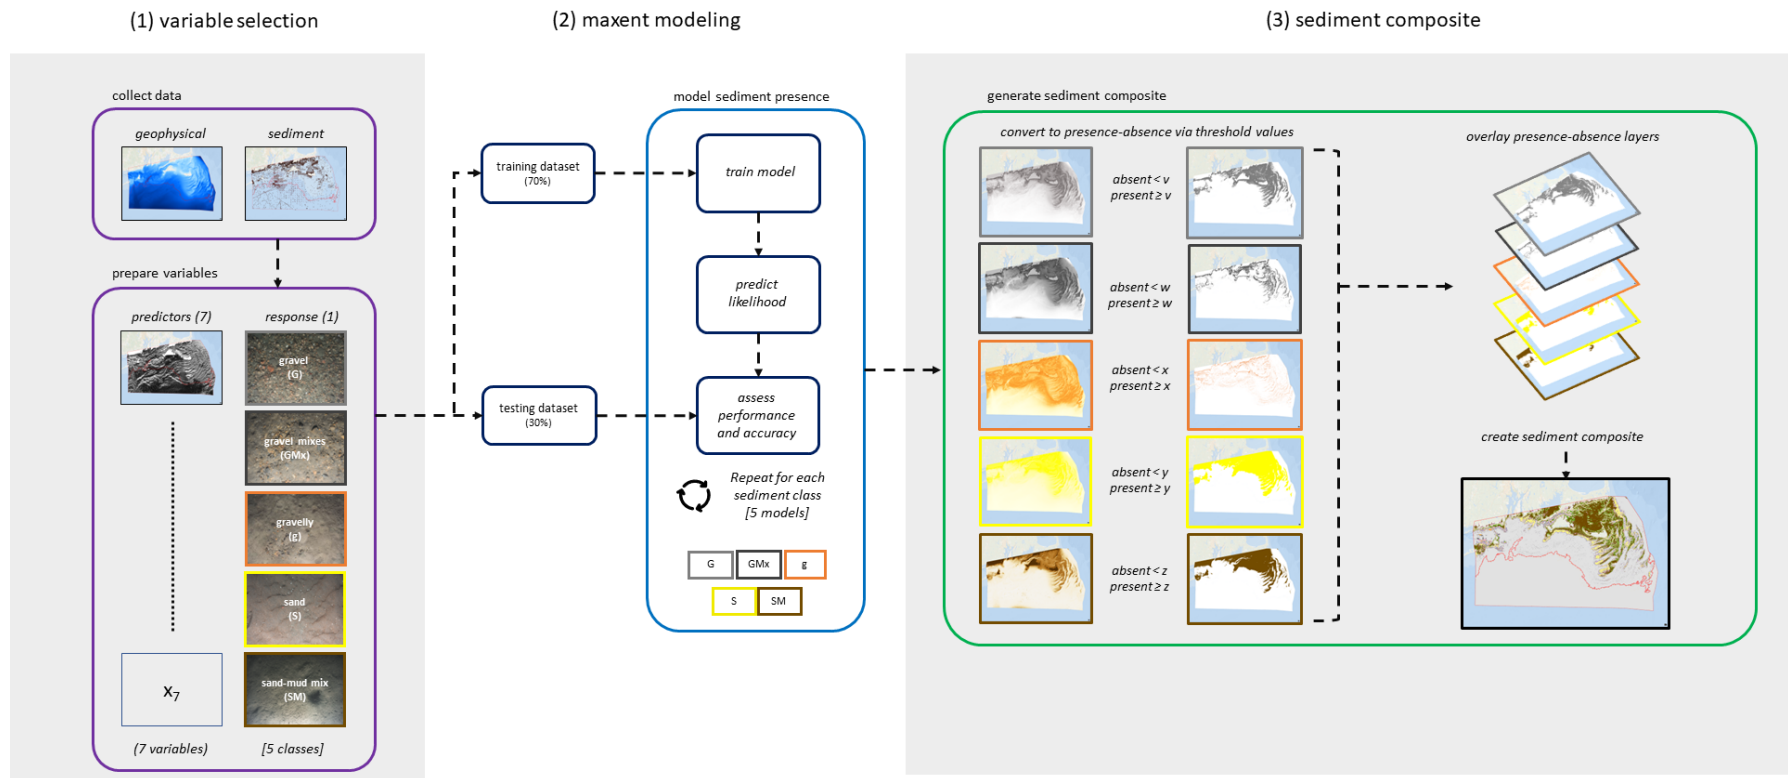 (1) variable selection
collect data
geophysical
sediment
prepare variables
predictors (7)
response (1)
gravel
(G)
gravel mixes
(GMx)
gravelly
(g)
sand
(S)
x7
sand-mud mix
(SM)
(7 variables)
[5 classes]
(2) maxent modeling
training dataset
(70%)
testing dataset
(30%)
model sediment presence
train model
predict
likelihood
assess
performance
and accuracy
Repeat for each
sediment class
[5 models]
G
GMx
g
S
SM
(3) sediment composite
generate sediment composite
convert to presence-absence via threshold values
absent < v
present ≥ v
absent < w
present ≥ w
absent < x
present ≥ x
absent < y
present ≥ y
absent < z
present ≥ z
overlay presence-absence layers
create sediment composite